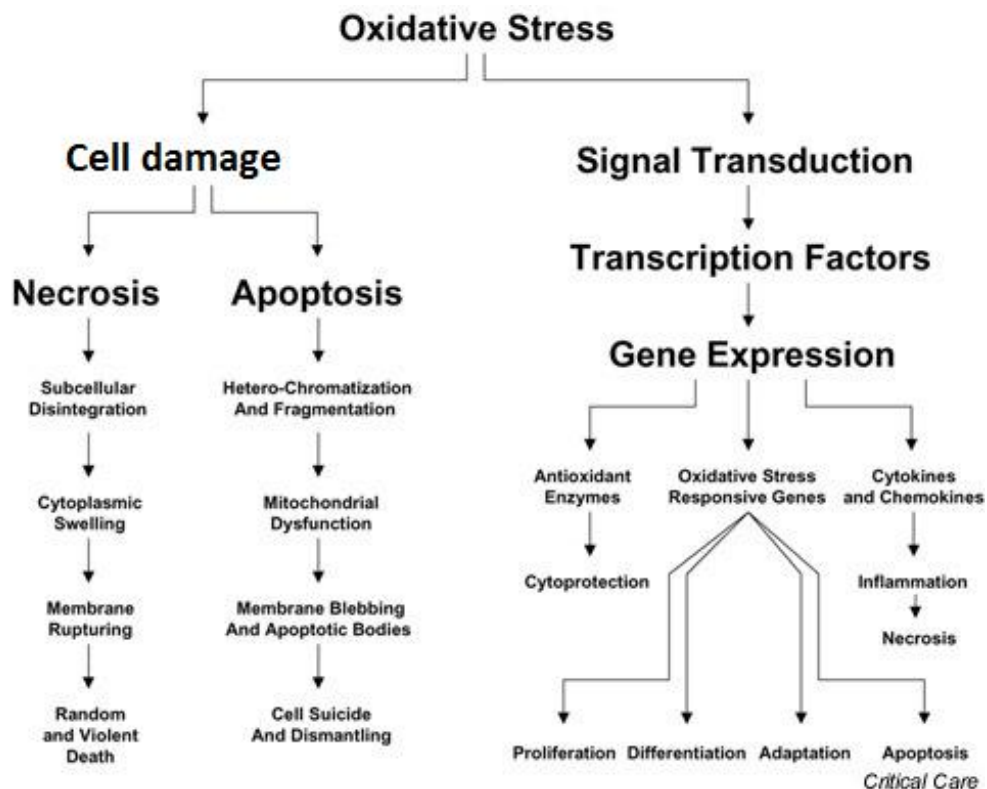 Oxidative Stress
Cell damage
Signal Transduction
Transcription Factors
Necrosis
Apoptosis
Gene Expression
Subcellular
Disintegration
Hetero-Chromatization
And Fragmentation
Antioxidant
Enzymes
Oxidative Stress
Responsive Genes
Cytokines
and Chemokines
Cytoplasmic
Swelling
Mitochondrial
Dysfunction
Cytoprotection
Inflammation
Membrane
Rupturing
Membrane Blebbing
And Apoptotic Bodies
Necrosis
Random
and Violent
Death
Cell Suicide
And Dismantling
Proliferation
Differentiation
Adaptation
Apoptosis
Critical Care